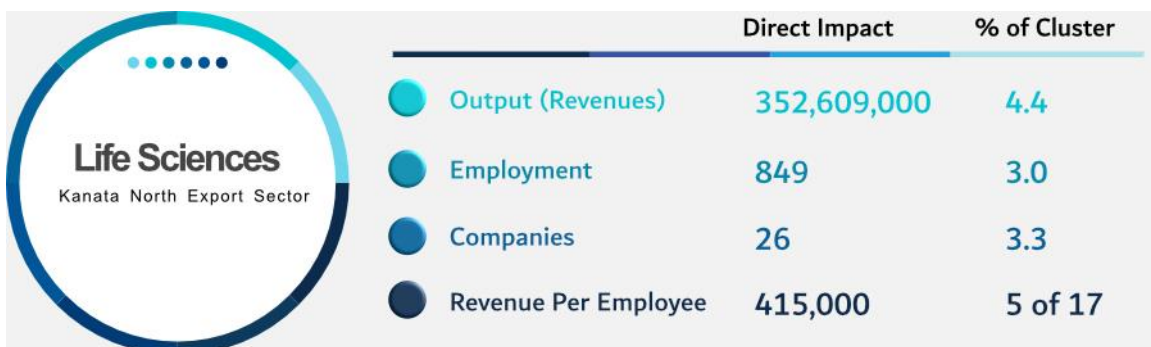 Life Sciences
Kanata North Export Sector
Direct Impact % of Cluster
Output (Revenues) 352,609,000 4.4
Employment 849 3.0
Companies 26 3.3
Revenue Per Employee 415,000 5 of 17